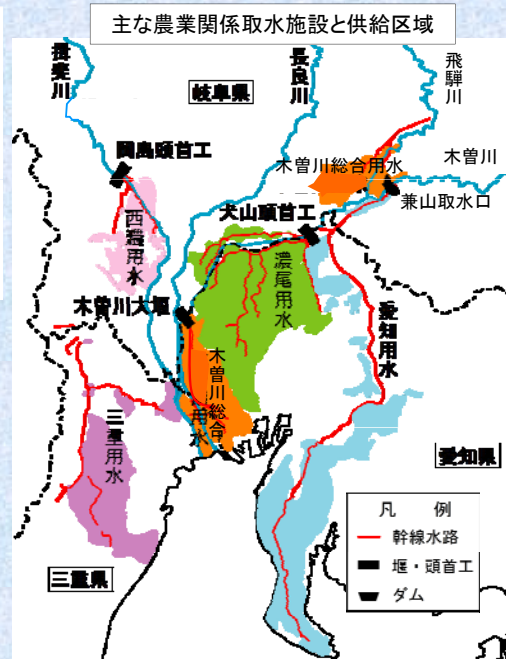 主な農業関係取水施設と供給区域
揖斐川
長良川
飛騨川
岐阜県
岡島頭首工
木曽川総合用水
木曽川
兼山取水口
犬山頭首工
西濃用水
濃尾用水
木曽川大堰
愛知用水
木曽川総合
用水
三重用水
愛知県
三重県
凡 例
幹線水路
堰・頭首工
ダム